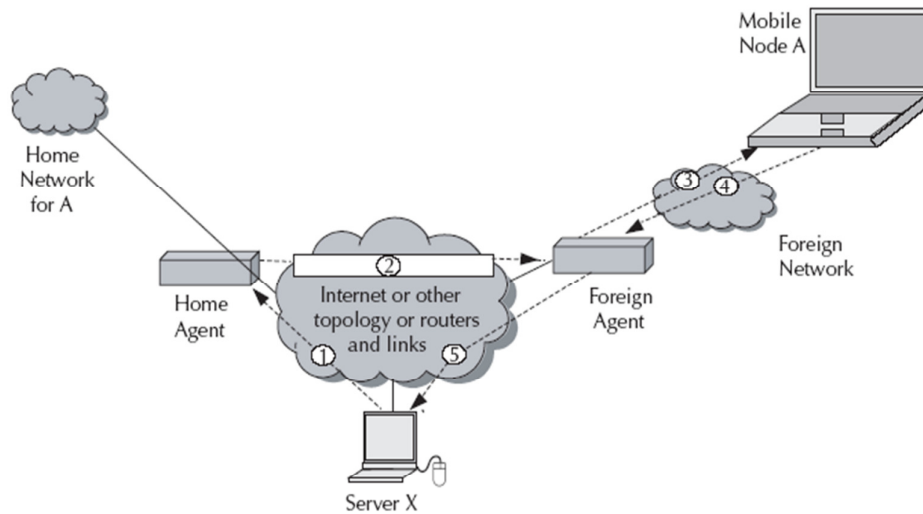 Mobile
Node A
Home
Network
for A
3
4
Foreign
Network
2
Home
Agent
Internet or other
topology or routers
and links
Foreign
Agent
1
5
Server X